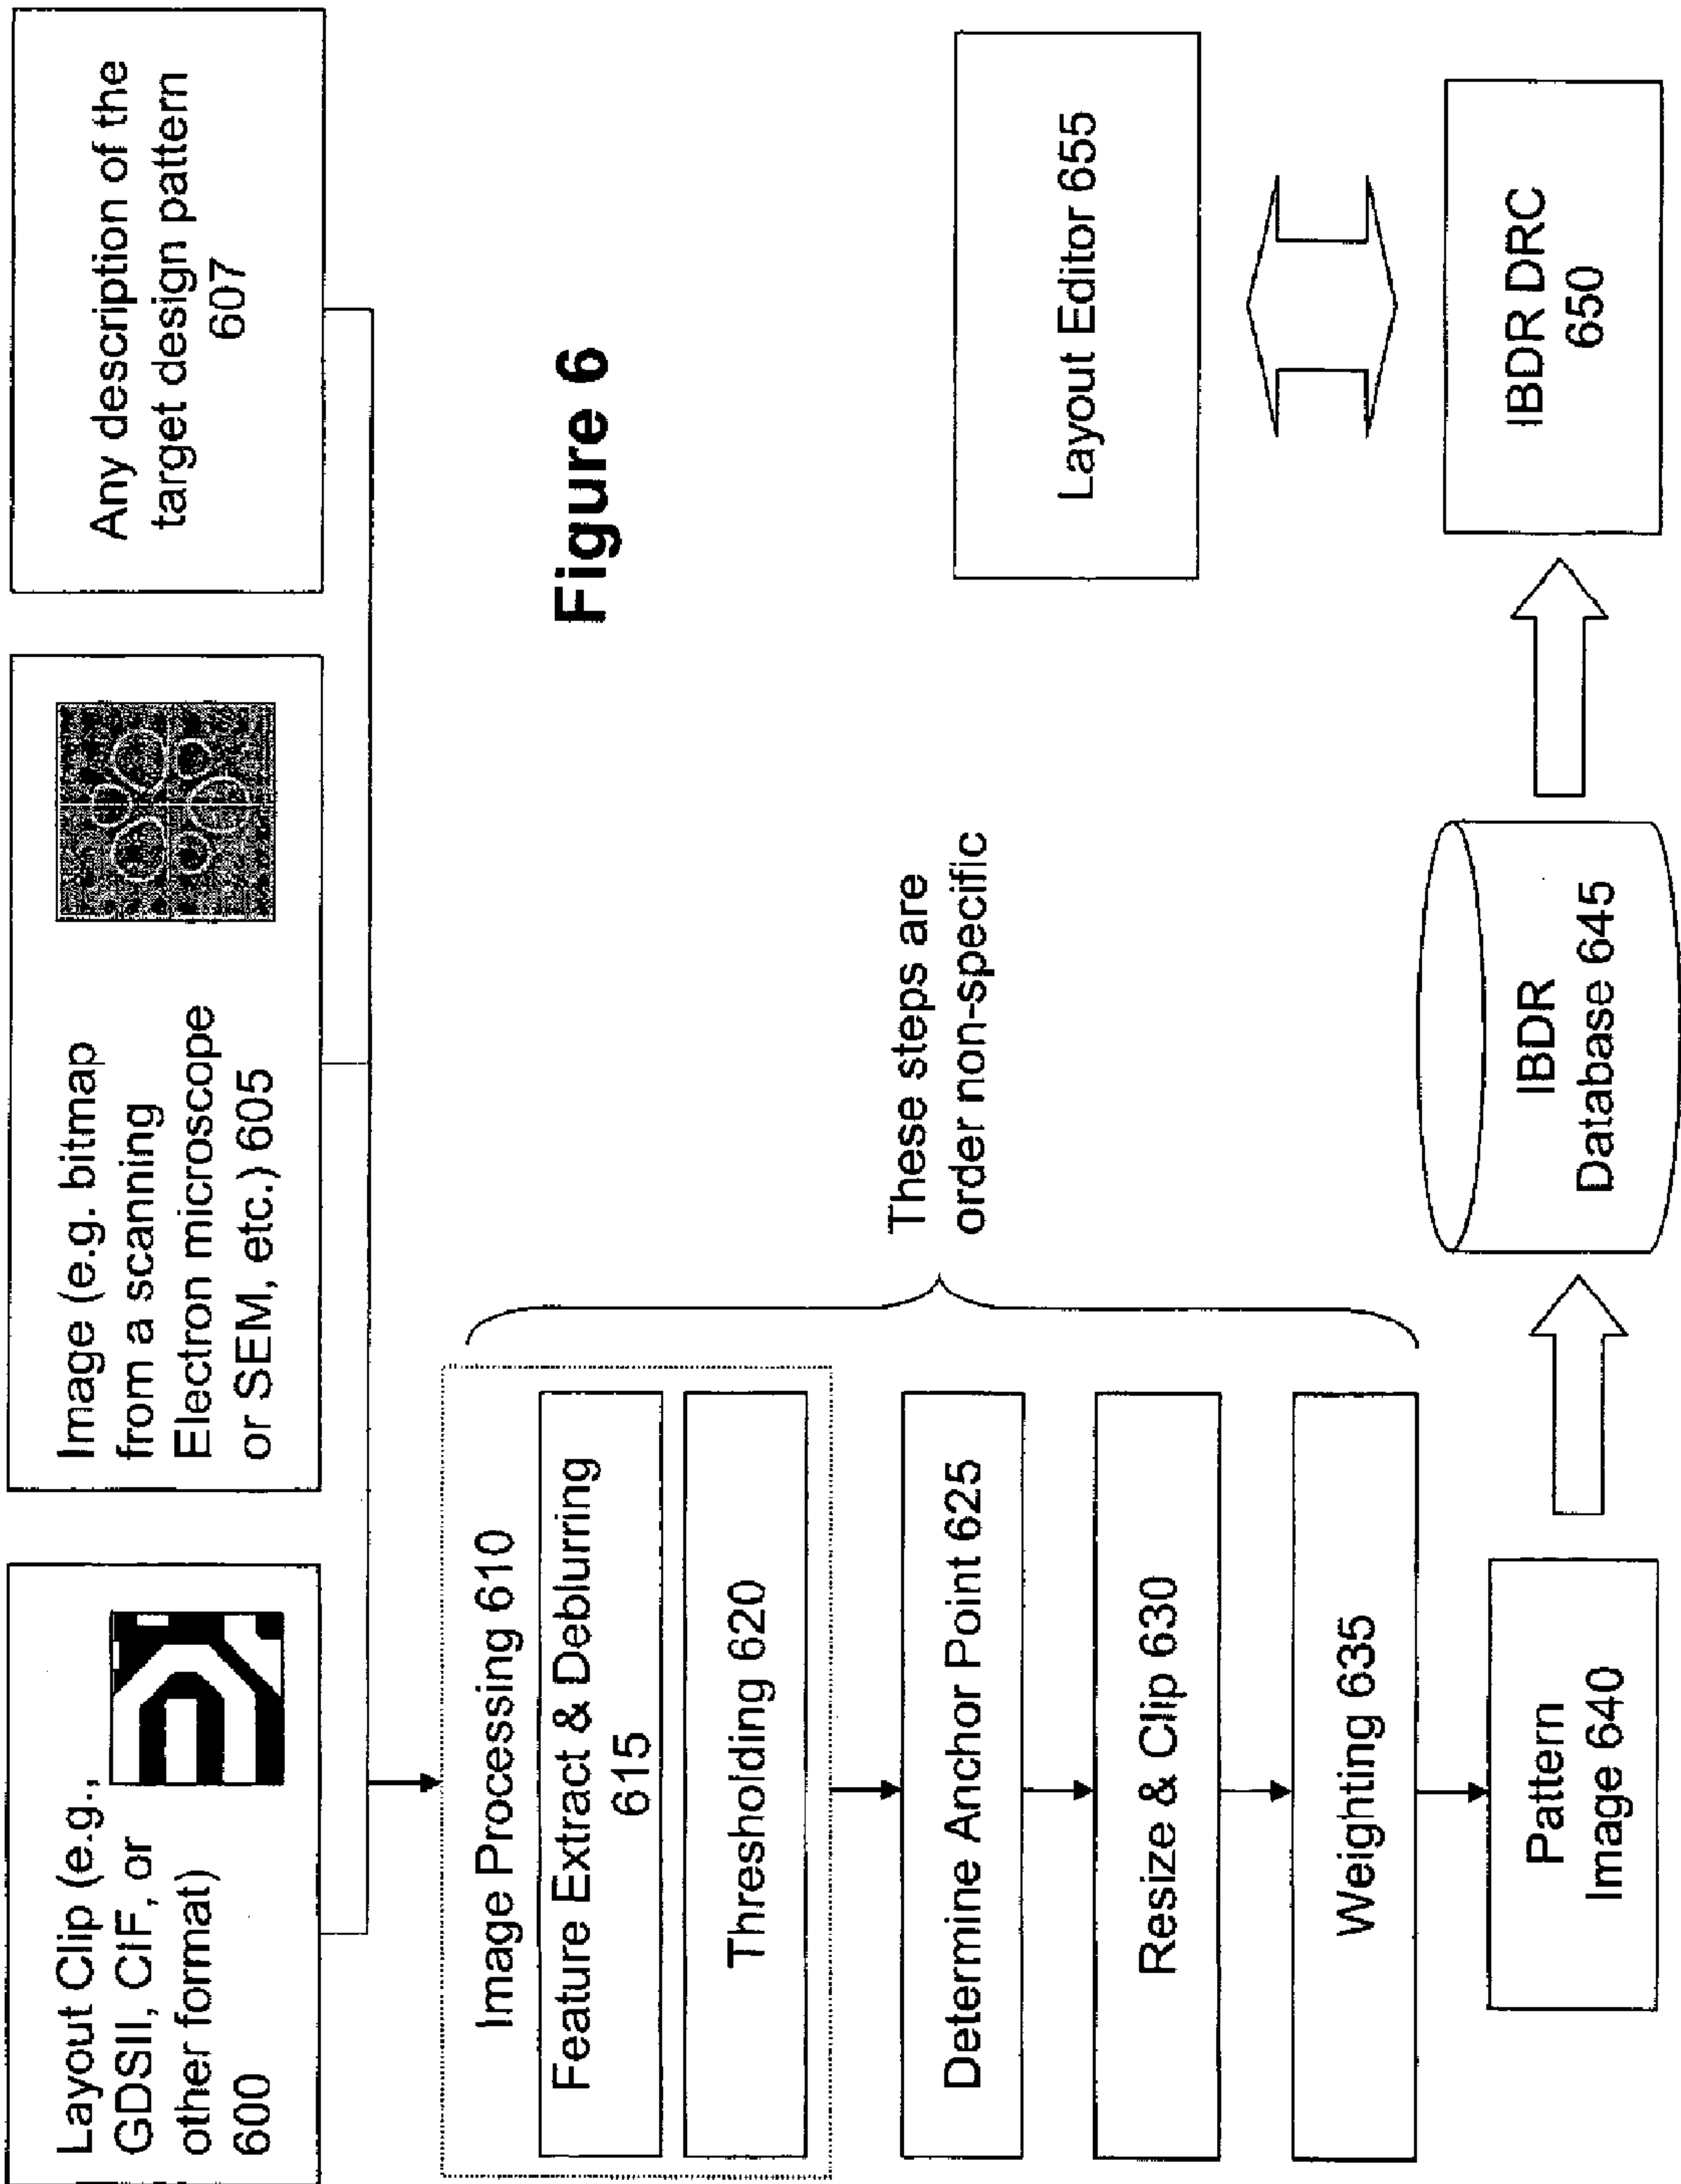 Layout Clip (e.g.,
GDSII, CIF, or
other format)
600
Image (e.g. bitmap
from a scanning
Electron microscope
or SEM, etc.) 605
Any description of the
target design pattern
607
Image Processing 610
Feature Extract & Deblurring
615
Thresholding 620
Determine Anchor Point 625
Resize & Clip 630
Weighting 635
These steps are
order non-specific
Figure 6
Pattern
Image 640
IBDR
Database 645
IBDR DRC
650
Layout Editor 655